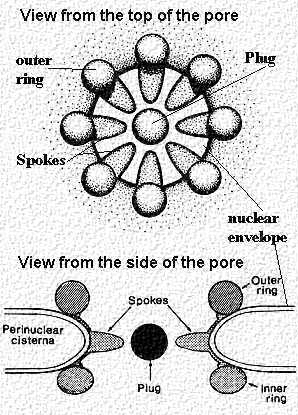 View from the top of the pore
outer
ring
Plug
Spokes
nuclear
envelope
View from the side of the pore
Outer
ring
Spokes
Perinuclear
cisterna
Plug
Inner
ring